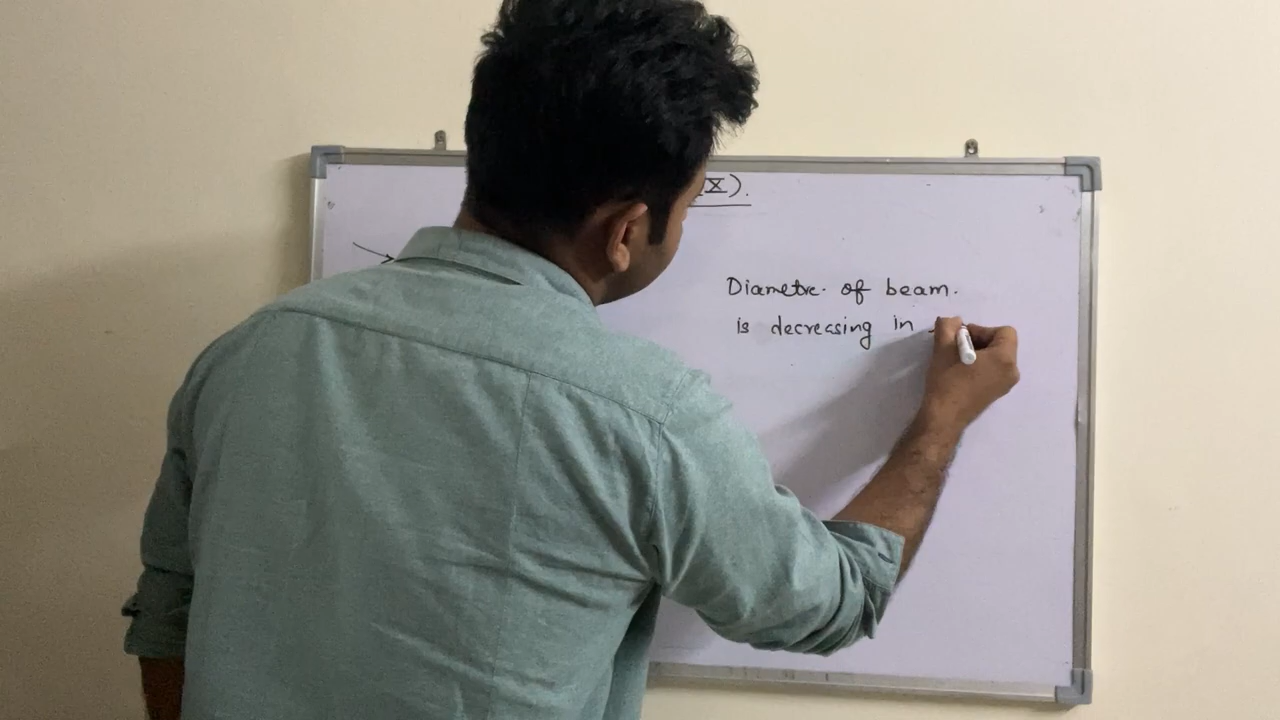 X).
Diametre. of beam.
is decreasing in